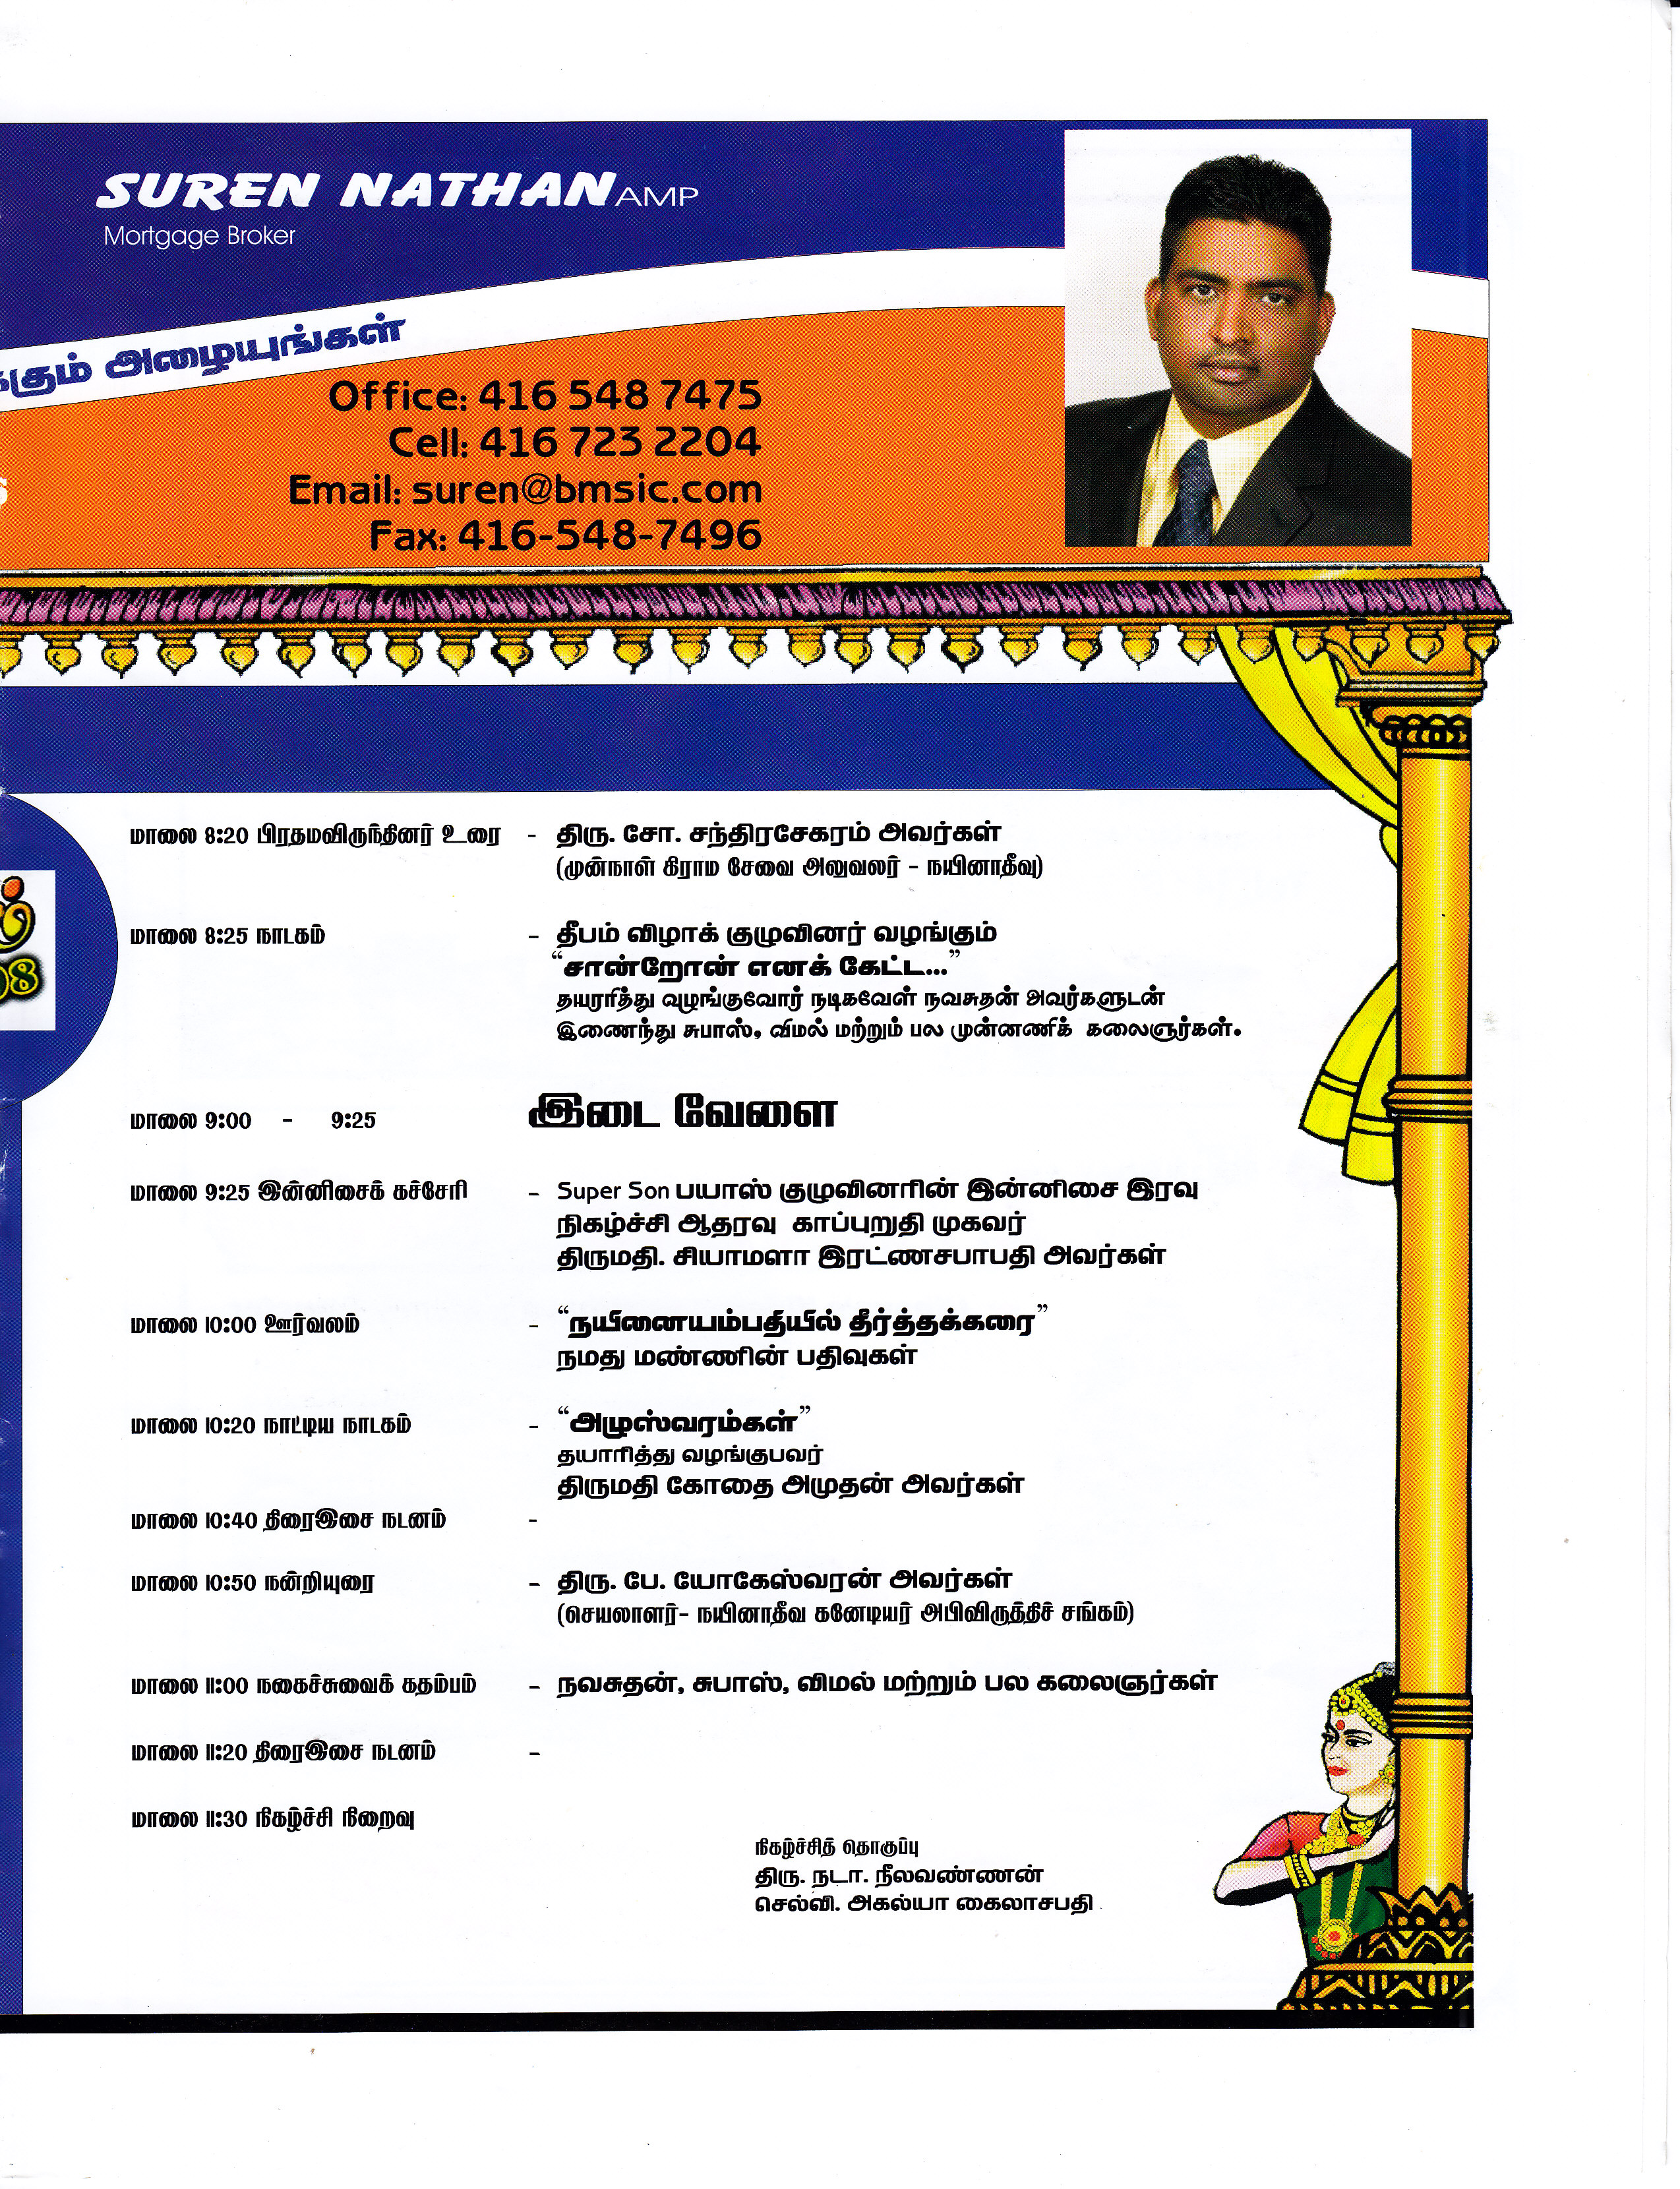 SUREN NATHAN AMP
Mortgage Broker
க்கும் அழையுங்கள்
Office: 416 548 7475
Cell: 416 723 2204
Email: suren@bmsic.com
Fax: 416-548-7496
08
மாலை 8:20 பிரதமவிருந்தினர் உரை - திரு. சோ. சந்திரசேகரம் அவர்கள்
(முன்நாள் கிராம சேவை அலுவலர் - நயினாதீவு)
மாலை 8:25 நாடகம் - தீபம் விழாக் குழுவினர் வழங்கும்
“சான்றோன் எனக் கேட்ட...”
தயரரித்து வழங்குவோர் நடிகவேள் நவசுதன் அவர்களுடன்
இணைந்து சுபாஸ், விமல் மற்றும் பல முன்னணிக் கலைஞர்கள்.
மாலை 9:00 - 9:25 இடை வேளை
மாலை 9:25 இன்னிசைக் கச்சேரி - Super Son பயாஸ் குழுவினரின் இன்னிசை இரவு
நிகழ்ச்சி ஆதரவு காப்புறுதி முகவர்
திருமதி. சியாமளா இரட்ணசபாபதி அவர்கள்
மாலை 10:00 ஊர்வலம் - “நயினையம்பதியில் தீர்த்தக்கரை”
நமது மண்ணின் பதிவுகள்
மாலை 10:20 நாட்டிய நாடகம் - “அழுஸ்வரம்கள்”
தயாரித்து வழங்குபவர்
திருமதி கோதை அமுதன் அவர்கள்
மாலை 10:40 திரைஇசை நடனம் -
மாலை 10:50 நன்றியுரை - திரு. பே. யோகேஸ்வரன் அவர்கள்
(செயலாளர்- நயினாதீவ கனேடியர் அபிவிருத்திச் சங்கம்)
மாலை 11:00 நகைச்சுவைக் கதம்பம் - நவசுதன், சுபாஸ், விமல் மற்றும் பல கலைஞர்கள்
மாலை 11:20 திரைஇசை நடனம் -
மாலை 11:30 நிகழ்ச்சி நிறைவு
நிகழ்ச்சித் தொகுப்பு
திரு. நடா. நீலவண்ணன்
செல்வி. அகல்யா கைலாசபதி